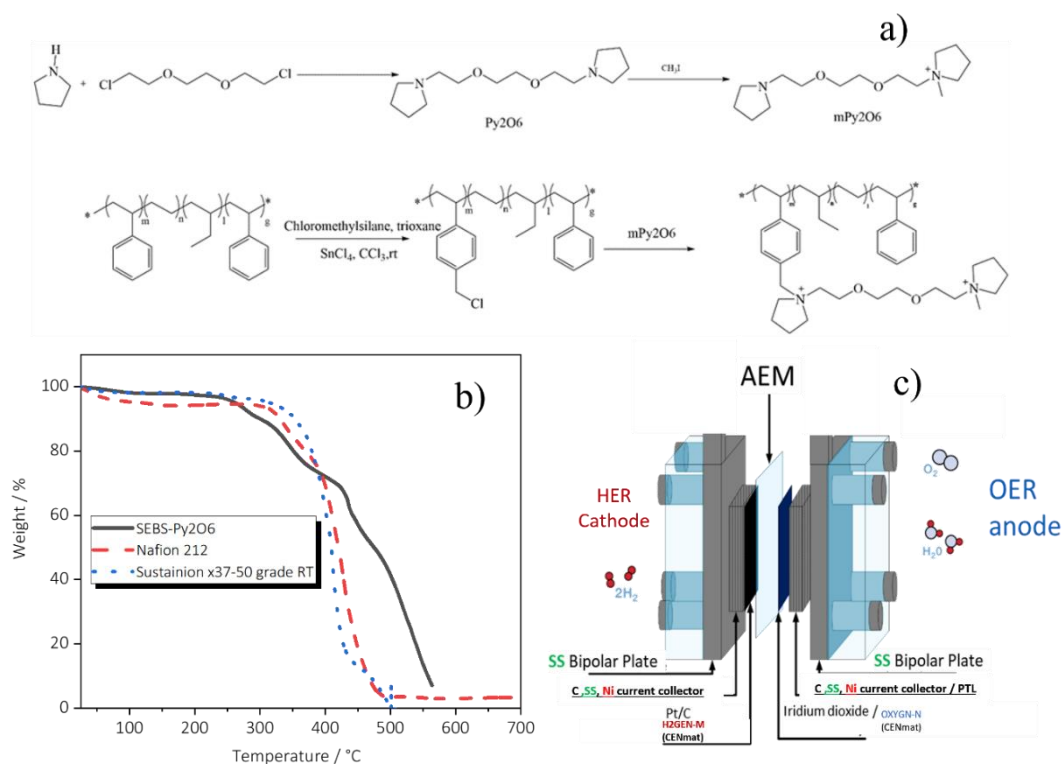 a)
H
N
+
Cl
O
O
Cl
N
O
O
N
CH3I
N
O
O
N
+
Py2O6
mPy2O6
*
m
n
l
g
*
Chloromethylsilane, trioxane
SnCl4, CCl3,rt
*
m
n
l
g
*
Cl
mPy2O6
*
*
N
+
O
O
N
+
b)
100
80
60
40
20
0
Weight / %
SEBS-Py2O6
Nafion 212
Sustainion x37-50 grade RT
100 200 300 400 500 600 700
Temperature / °C
c)
AEM
HER
Cathode
2H2
O2
H20
OER
anode
SS Bipolar Plate
SS Bipolar Plate
C ,SS, Ni current collector
C ,SS, Ni current collector / PTL
Pt/C
H2GEN-M
(CENmat)
Iridium dioxide / OXYGN-N
(CENmat)